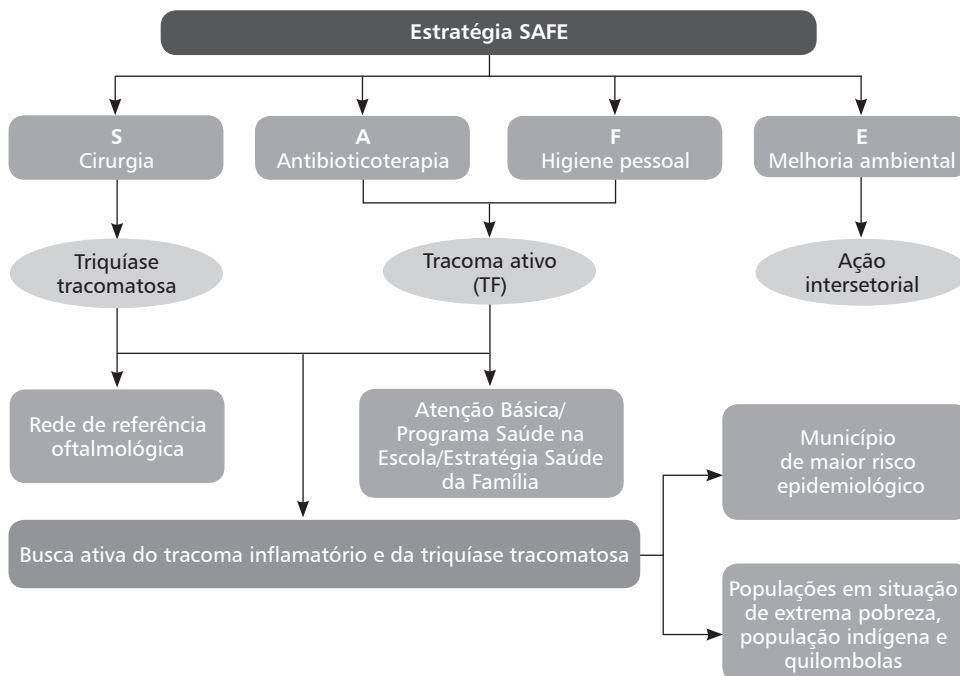 Estratégia SAFE
S
Cirurgia
A
Antibioticoterapia
F
Higiene pessoal
E
Melhoria ambiental
Triquíase
tracomatosa
Tracoma ativo
(TF)
Ação
intersetorial
Rede de referência
oftalmológica
Atenção Básica/
Programa Saúde na
Escola/Estratégia Saúde
da Família
Município
de maior risco
epidemiológico
Busca ativa do tracoma inflamatório e da triquíase tracomatosa
Populações em situação
de extrema pobreza,
população indígena e
quilombolas